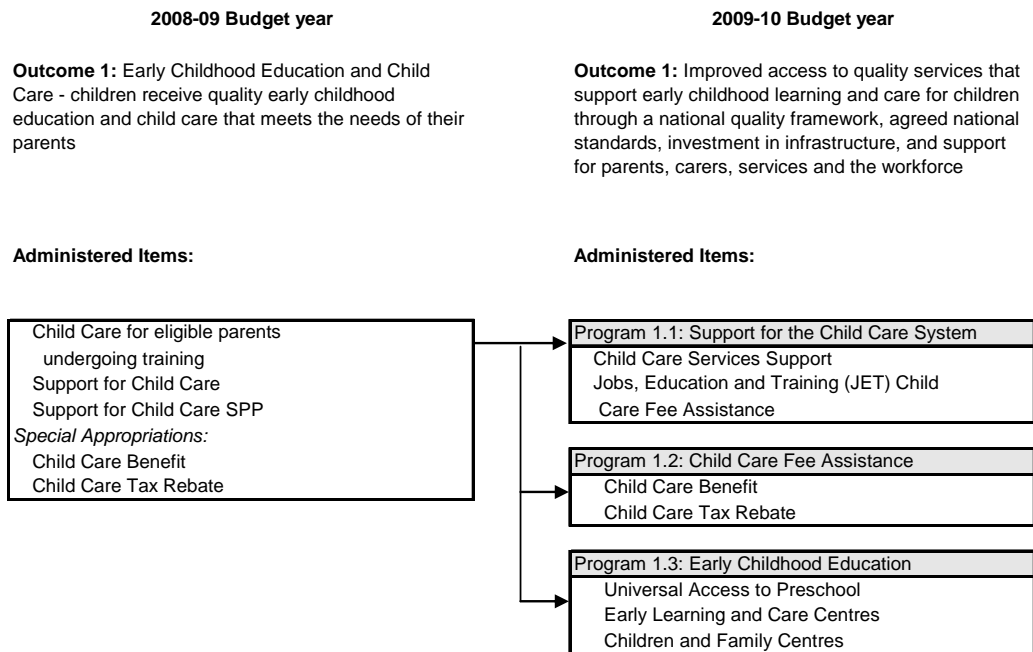 2008-09 Budget year
Outcome 1: Early Childhood Education and Child
Care - children receive quality early childhood
education and child care that meets the needs of their
parents
Administered Items:
Child Care for eligible parents
undergoing training
Support for Child Care
Support for Child Care SPP
Special Appropriations:
Child Care Benefit
Child Care Tax Rebate
2009-10 Budget year
Outcome 1: Improved access to quality services that
support early childhood learning and care for children
through a national quality framework, agreed national
standards, investment in infrastructure, and support
for parents, carers, services and the workforce
Administered Items:
Program 1.1: Support for the Child Care System
Child Care Services Support
Jobs, Education and Training (JET) Child
Care Fee Assistance
Program 1.2: Child Care Fee Assistance
Child Care Benefit
Child Care Tax Rebate
Program 1.3: Early Childhood Education
Universal Access to Preschool
Early Learning and Care Centres
Children and Family Centres